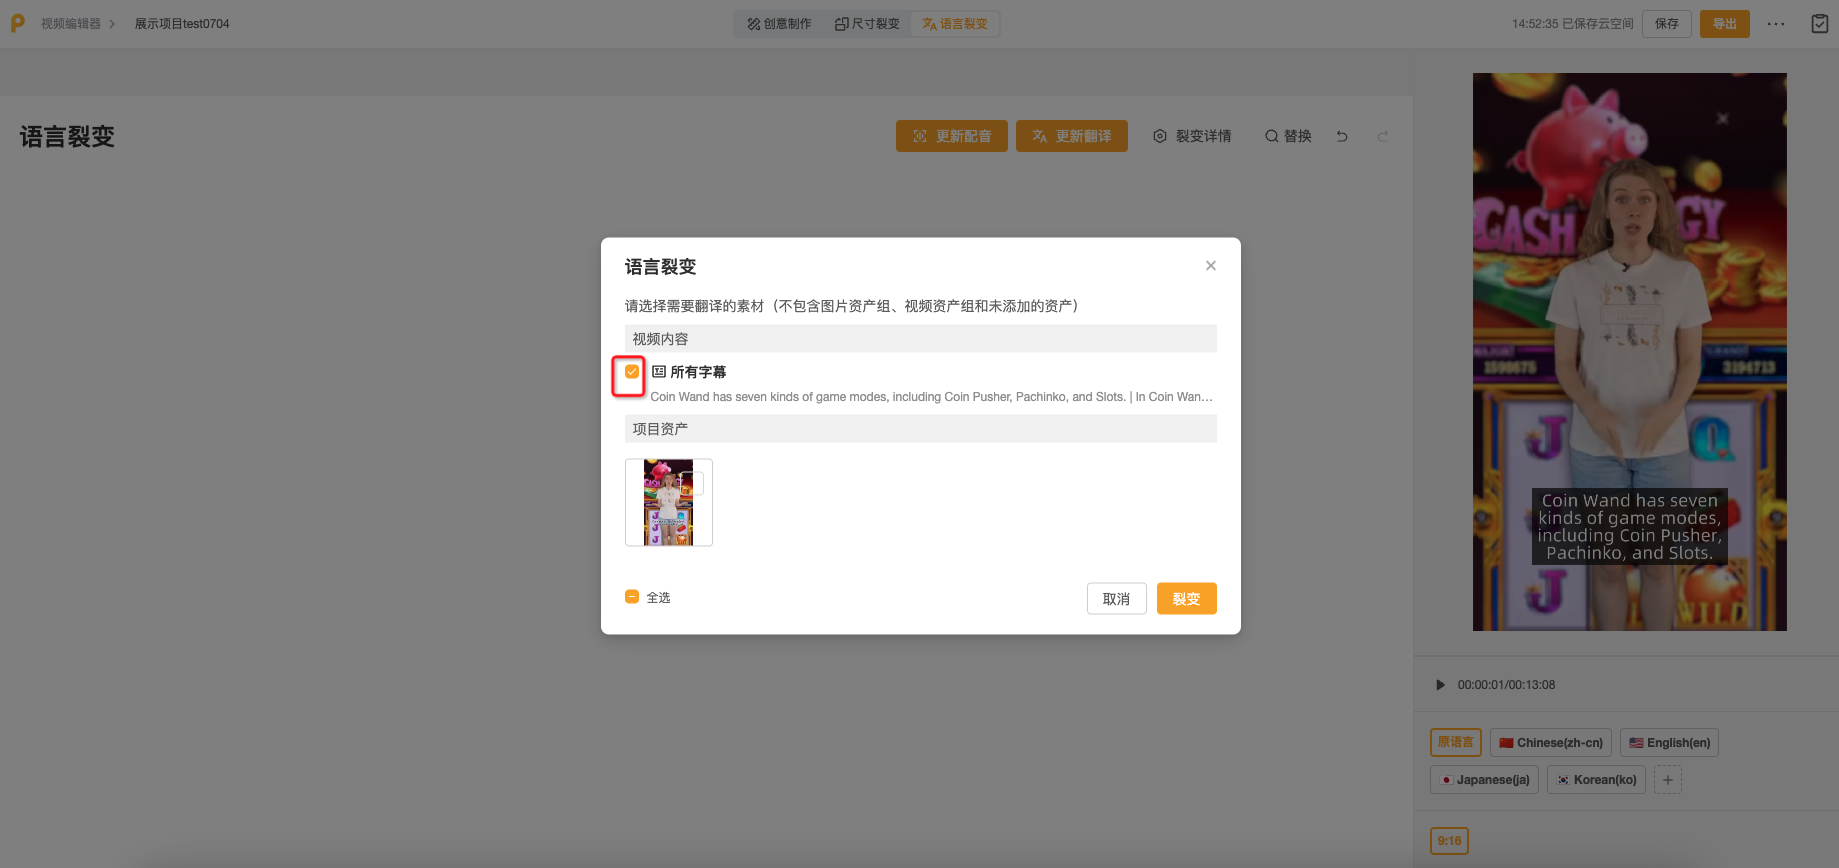 视频编辑器
展示项目test0704
创意制作
尺寸裂变
语言裂变
14:52:35 已保存云空间
保存
导出
语言裂变
更新配音
更新翻译
裂变详情
替换
语言裂变
请选择需要翻译的素材（不包含图片资产组、视频资产组和未添加的资产）
视频内容
所有字幕
Coin Wand has seven kinds of game modes, including Coin Pusher, Pachinko, and Slots. | In Coin Wan...
项目资产
全选
取消
裂变
CASH
GY
1599875
3194713
J
Q
Coin Wand has seven
kinds of game modes,
including Coin Pusher,
Pachinko, and Slots.
J
WILD
00:00:01/00:13:08
原语言
Chinese(zh-cn)
English(en)
Japanese(ja)
Korean(ko)
9:16